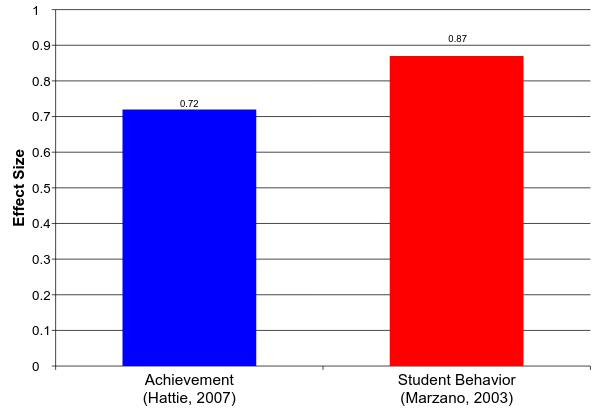 1
0.9
0.87
0.8
0.72
0.7
0.6
0.5
0.4
0.3
0.2
0.1
0
Effect Size
Achievement
(Hattie, 2007)
Student Behavior
(Marzano, 2003)